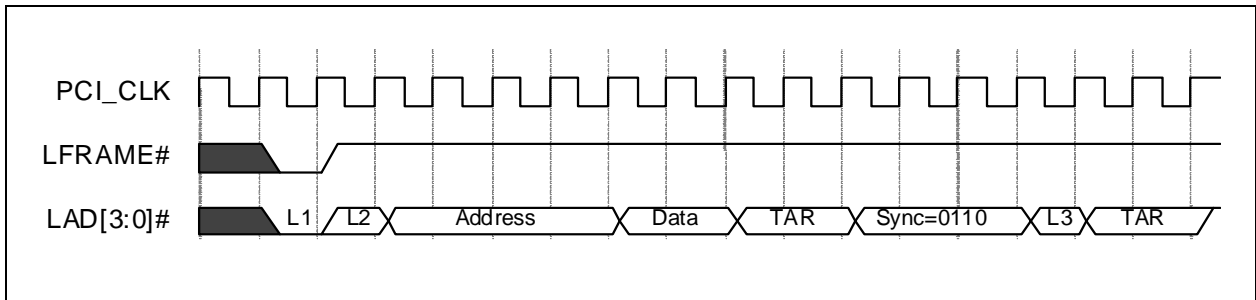 PCI_CLK
LFRAME#
LAD[3:0]# L1 L2 Address Data TAR Sync=0110 L3 TAR